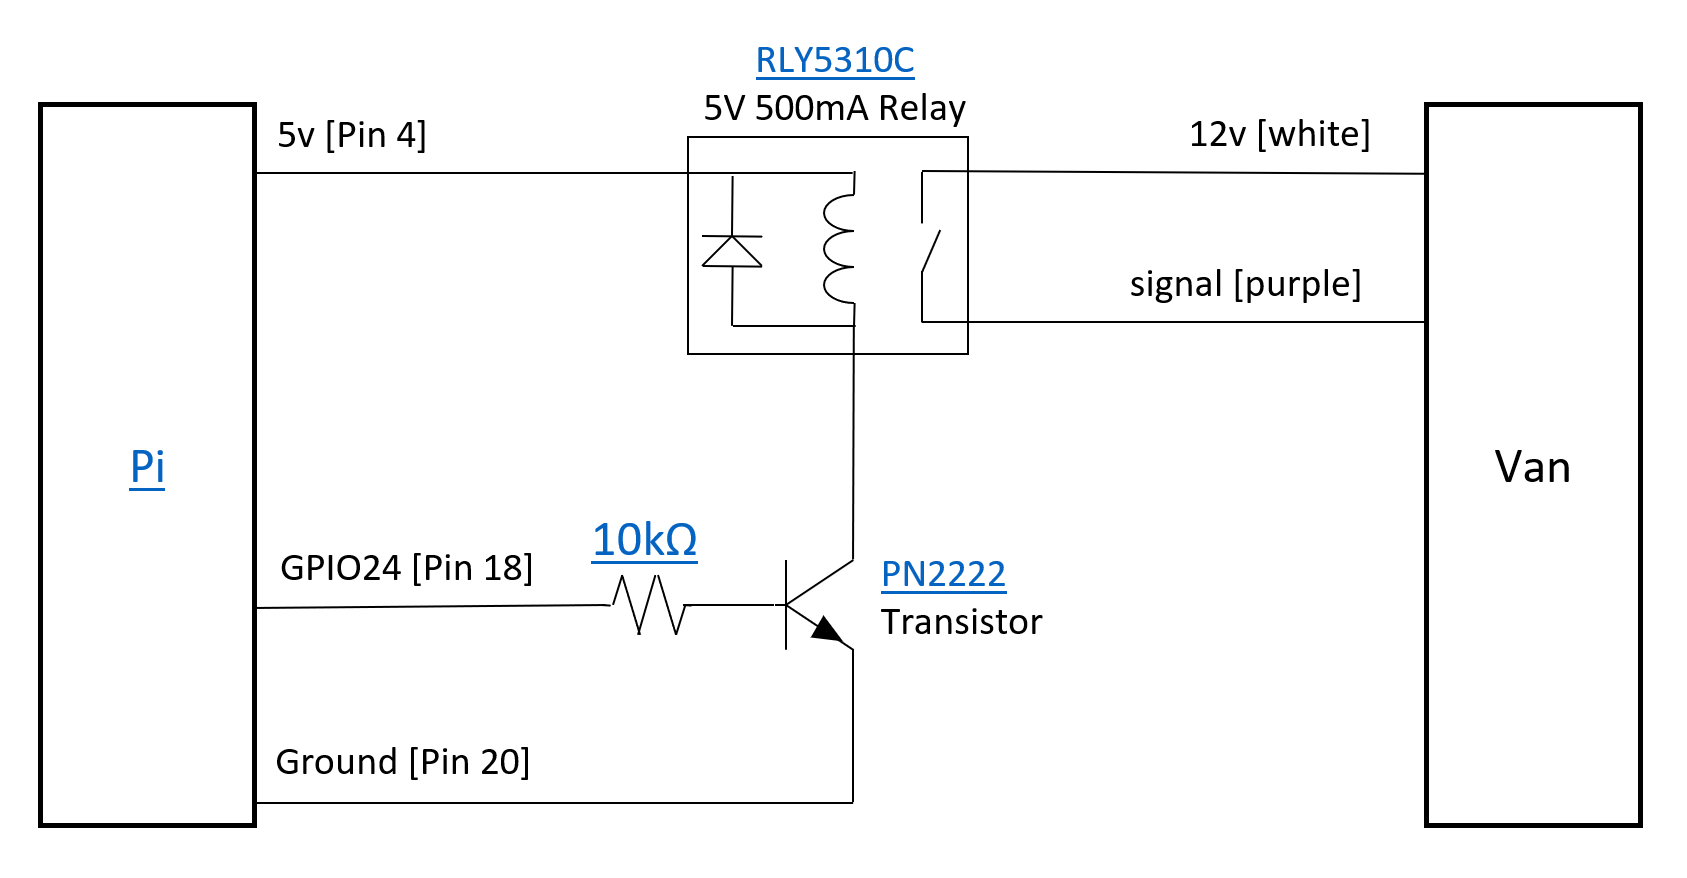 RLY5310C
5V 500mA Relay
5v [Pin 4]
12v [white]
signal [purple]
Pi
Van
10kΩ
GPIO24 [Pin 18]
PN2222
Transistor
Ground [Pin 20]